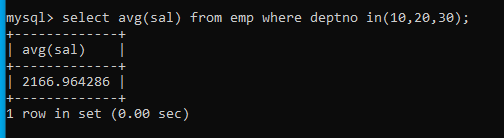 mysql> select avg(sal) from emp where deptno in(10,20,30);
+-------------+
| avg(sal)    |
+-------------+
| 2166.964286 |
+-------------+
1 row in set (0.00 sec)